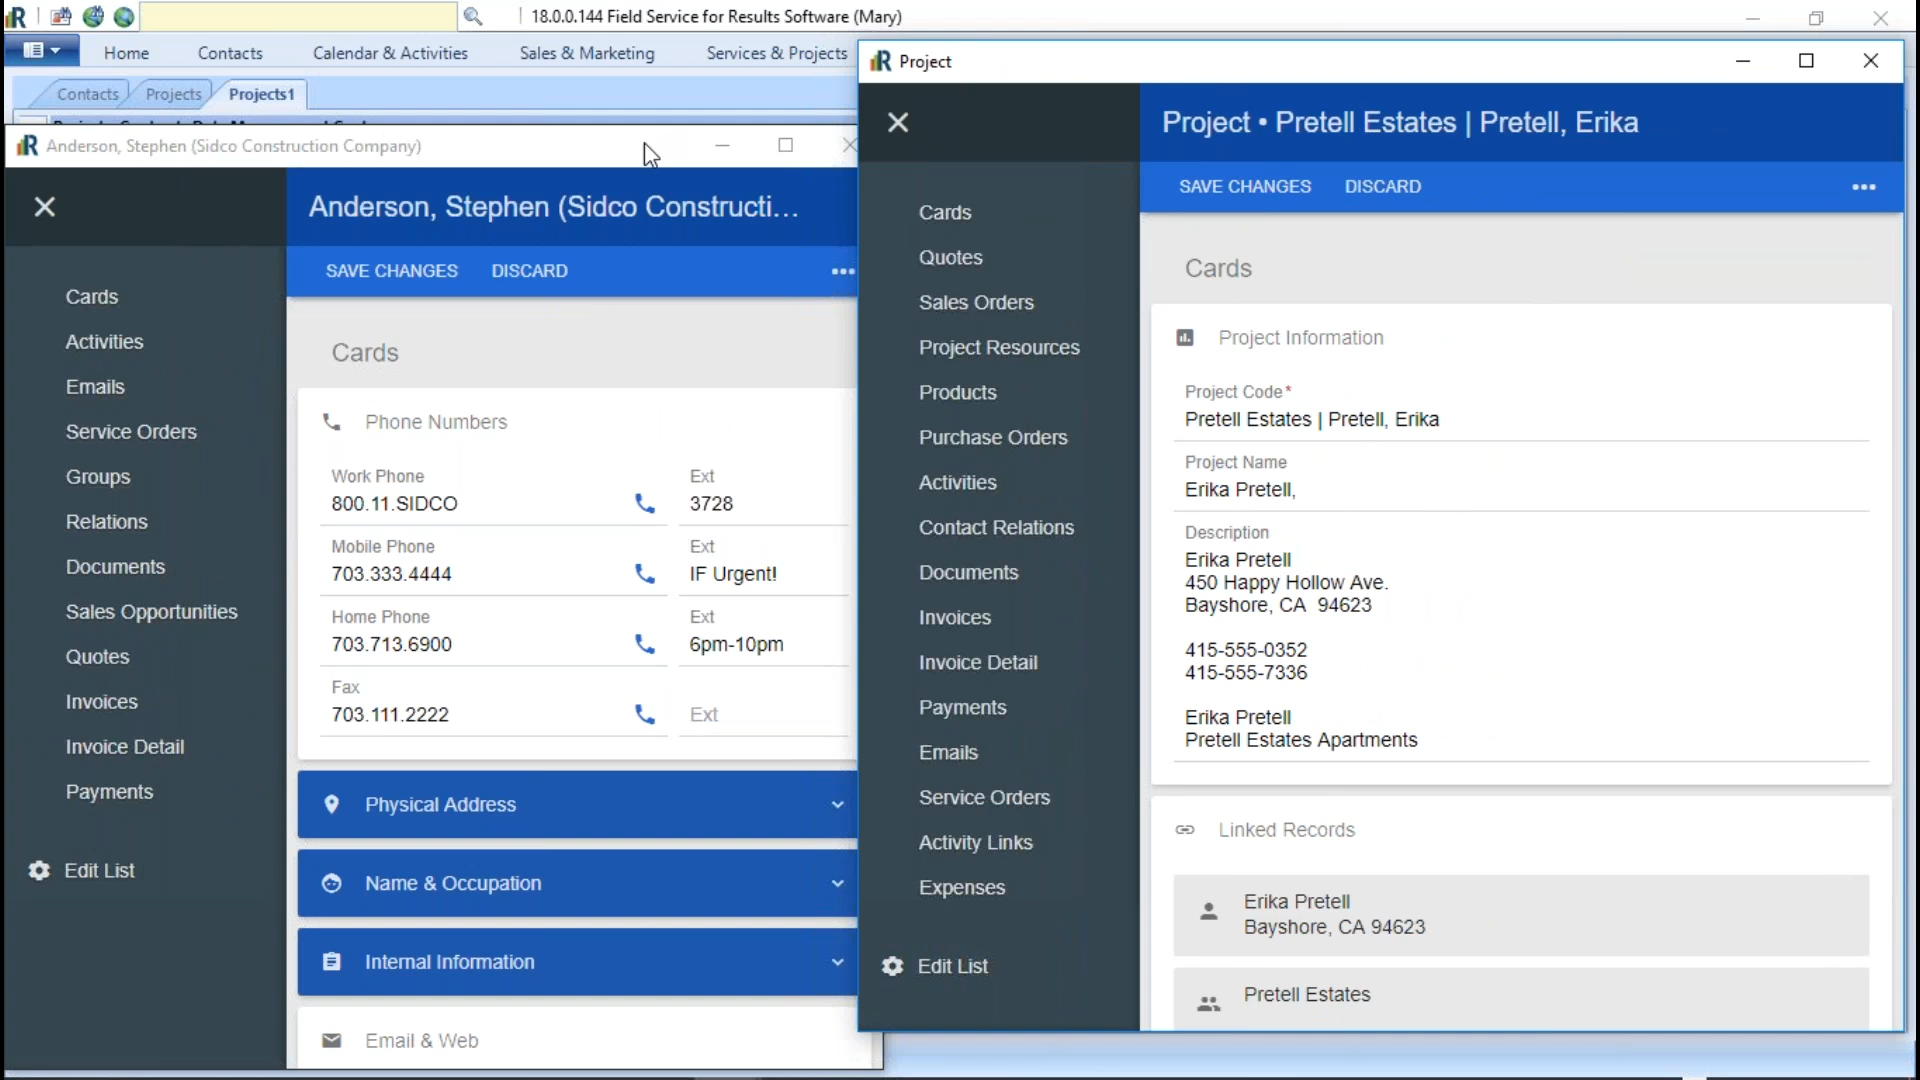 18.0.0.144 Field Service for Results Software (Mary)
Home
Contacts
Calendar & Activities
Sales & Marketing
Services & Projects
Contacts
Projects
Projects1
Anderson, Stephen (Sidco Construction Company)
Anderson, Stephen (Sidco Constructi...
SAVE CHANGES
DISCARD
Cards
Activities
Emails
Service Orders
Groups
Relations
Documents
Sales Opportunities
Quotes
Invoices
Invoice Detail
Payments
Edit List
Cards
Phone Numbers
Work Phone
800.11.SIDCO
Ext
3728
Mobile Phone
703.333.4444
Ext
IF Urgent!
Home Phone
703.713.6900
Ext
6pm-10pm
Fax
703.111.2222
Ext
Physical Address
Name & Occupation
Internal Information
Email & Web
Project
Project • Pretell Estates | Pretell, Erika
SAVE CHANGES
DISCARD
Cards
Quotes
Sales Orders
Project Resources
Products
Purchase Orders
Activities
Contact Relations
Documents
Invoices
Invoice Detail
Payments
Emails
Service Orders
Activity Links
Expenses
Edit List
Cards
Project Information
Project Code*
Pretell Estates | Pretell, Erika
Project Name
Erika Pretell,
Description
Erika Pretell
450 Happy Hollow Ave.
Bayshore, CA 94623
415-555-0352
415-555-7336
Erika Pretell
Pretell Estates Apartments
Linked Records
Erika Pretell
Bayshore, CA 94623
Pretell Estates